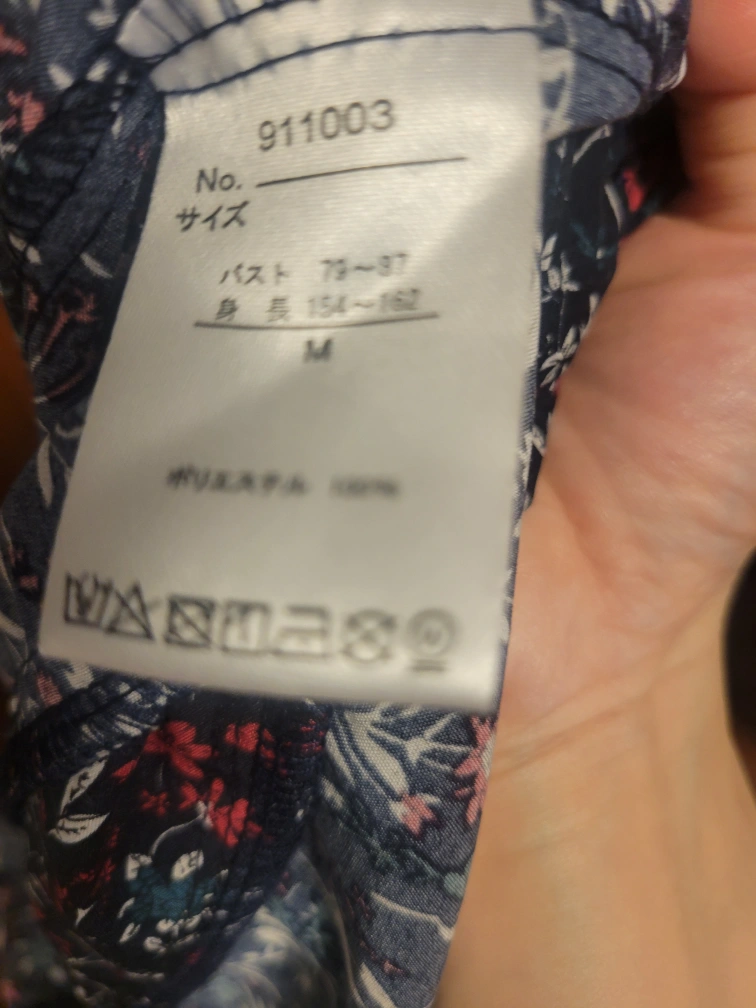 911003
No.
サイズ
バスト 79〜87
身 長 154〜162
M
ポリエステル 100%